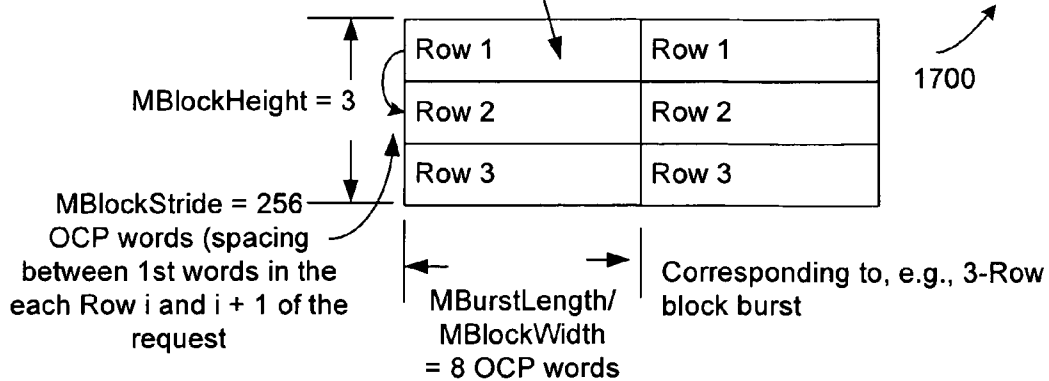 Row 1
Row 1
1700
MBlockHeight = 3
Row 2
Row 2
Row 3
Row 3
MBlockStride = 256
OCP words (spacing
between 1st words in the
each Row i and i + 1 of the
request
MBurstLength/
MBlockWidth
= 8 OCP words
Corresponding to, e.g., 3-Row
block burst